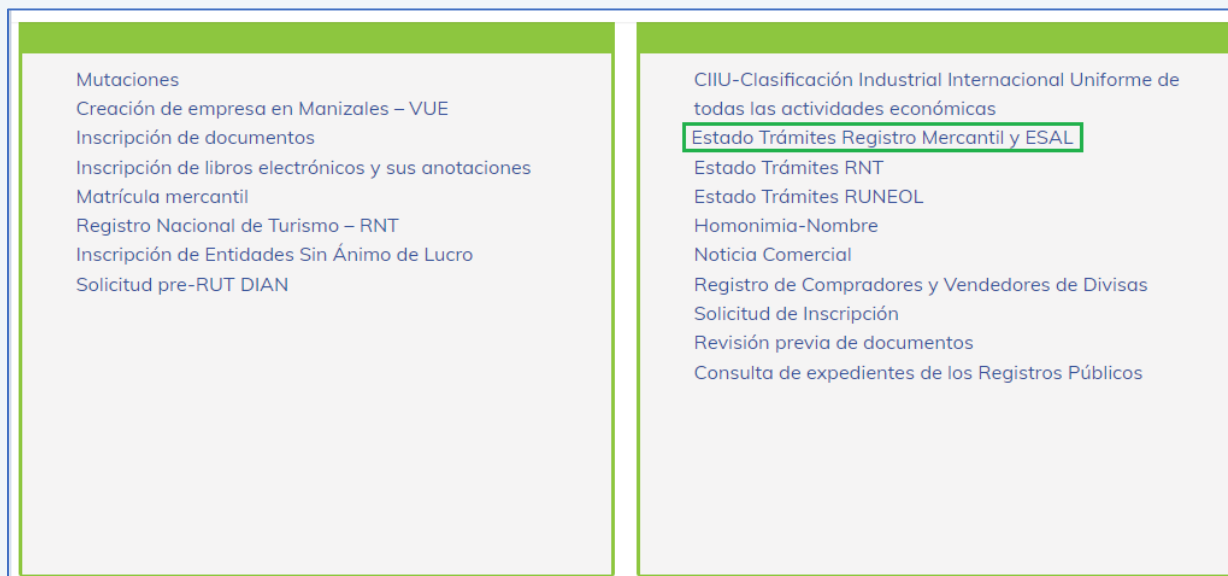 Mutaciones
Creación de empresa en Manizales – VUE
Inscripción de documentos
Inscripción de libros electrónicos y sus anotaciones
Matrícula mercantil
Registro Nacional de Turismo – RNT
Inscripción de Entidades Sin Ánimo de Lucro
Solicitud pre-RUT DIAN
CIIU-Clasificación Industrial Internacional Uniforme de
todas las actividades económicas
Estado Trámites Registro Mercantil y ESAL
Estado Trámites RNT
Estado Trámites RUNEOL
Homonimia-Nombre
Noticia Comercial
Registro de Compradores y Vendedores de Divisas
Solicitud de Inscripción
Revisión previa de documentos
Consulta de expedientes de los Registros Públicos